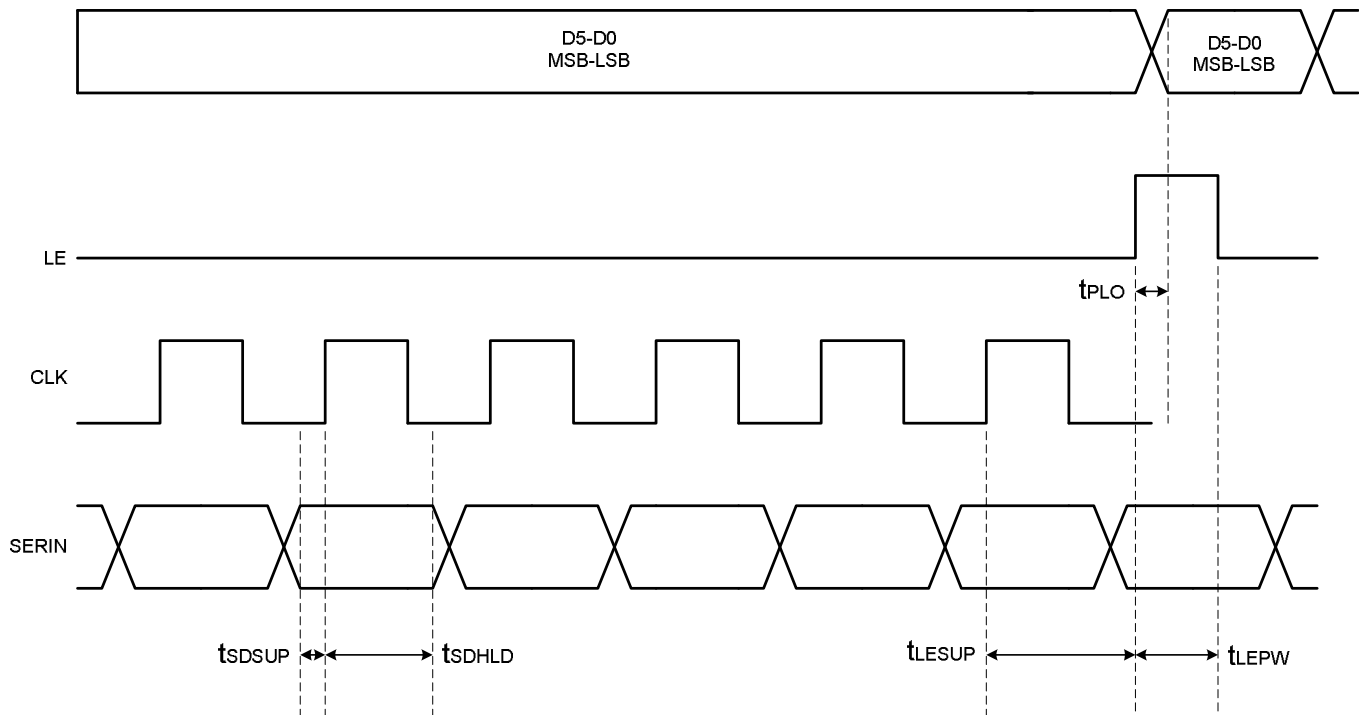 D5-D0
MSB-LSB
D5-D0
MSB-LSB
LE
tPLO
CLK
SERIN
tSDSUP
tSDHLD
tLESUP
tLEPW